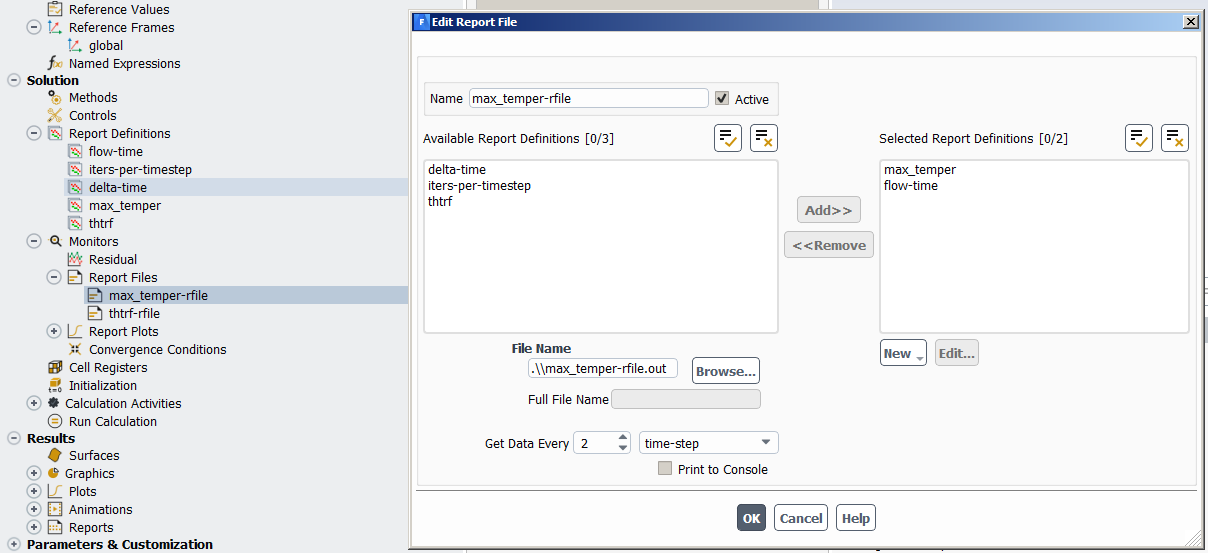 Reference Values
Reference Frames
global
Named Expressions
Solution
Methods
Controls
Report Definitions
flow-time
iters-per-timestep
delta-time
max_temper
thtrf
Monitors
Residual
Report Files
max_temper-rfile
thtrf-rfile
Report Plots
Convergence Conditions
Cell Registers
Initialization
Calculation Activities
Run Calculation
Results
Surfaces
Graphics
Plots
Animations
Reports
Parameters & Customization
F Edit Report File
Name max_temper-rfile Active
Available Report Definitions [0/3]
delta-time
iters-per-timestep
thtrf
Add>>
<<Remove
Selected Report Definitions [0/2]
max_temper
flow-time
New Edit...
File Name
.\\max_temper-rfile.out Browse...
Full File Name
Get Data Every 2 time-step
Print to Console
OK Cancel Help